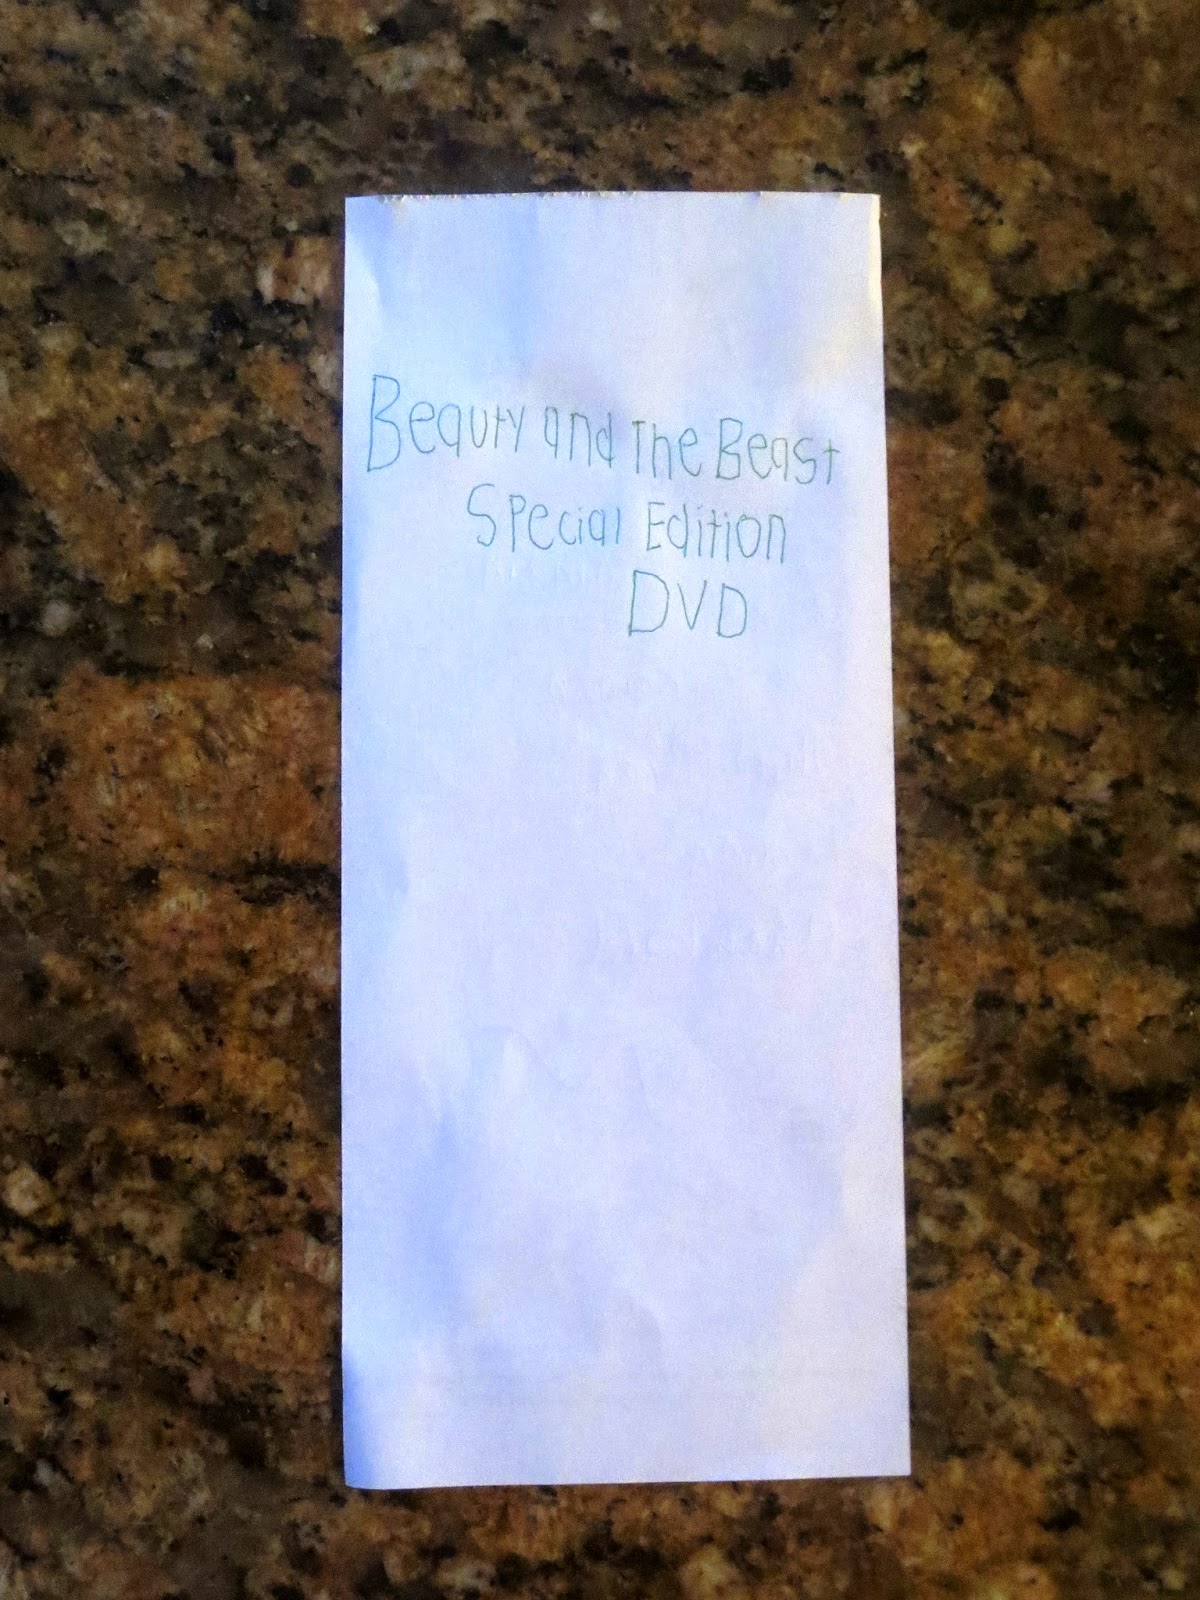 Beauty and The Beast
Special Edition
DVD